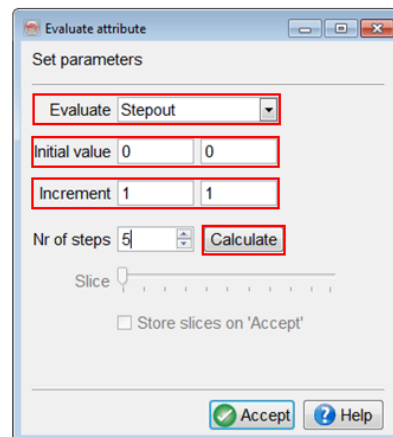 Evaluate attribute
Set parameters
Evaluate Stepout
Initial value 0 0
Increment 1 1
Nr of steps 5 Calculate
Slice
Store slices on 'Accept'
Accept Help